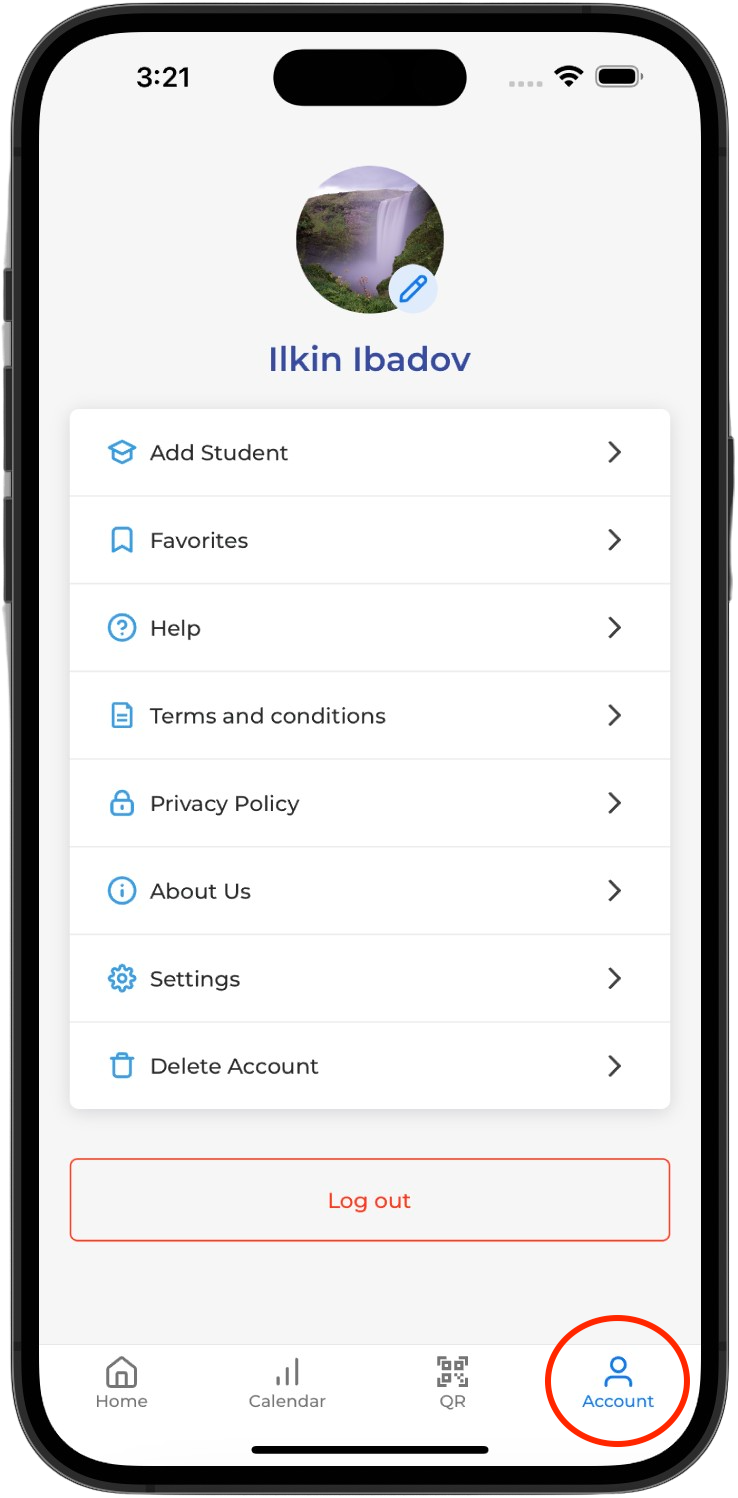 3:21
Ilkin Ibadov
Add Student
Favorites
Help
Terms and conditions
Privacy Policy
About Us
Settings
Delete Account
Log out
Home
Calendar
QR
Account